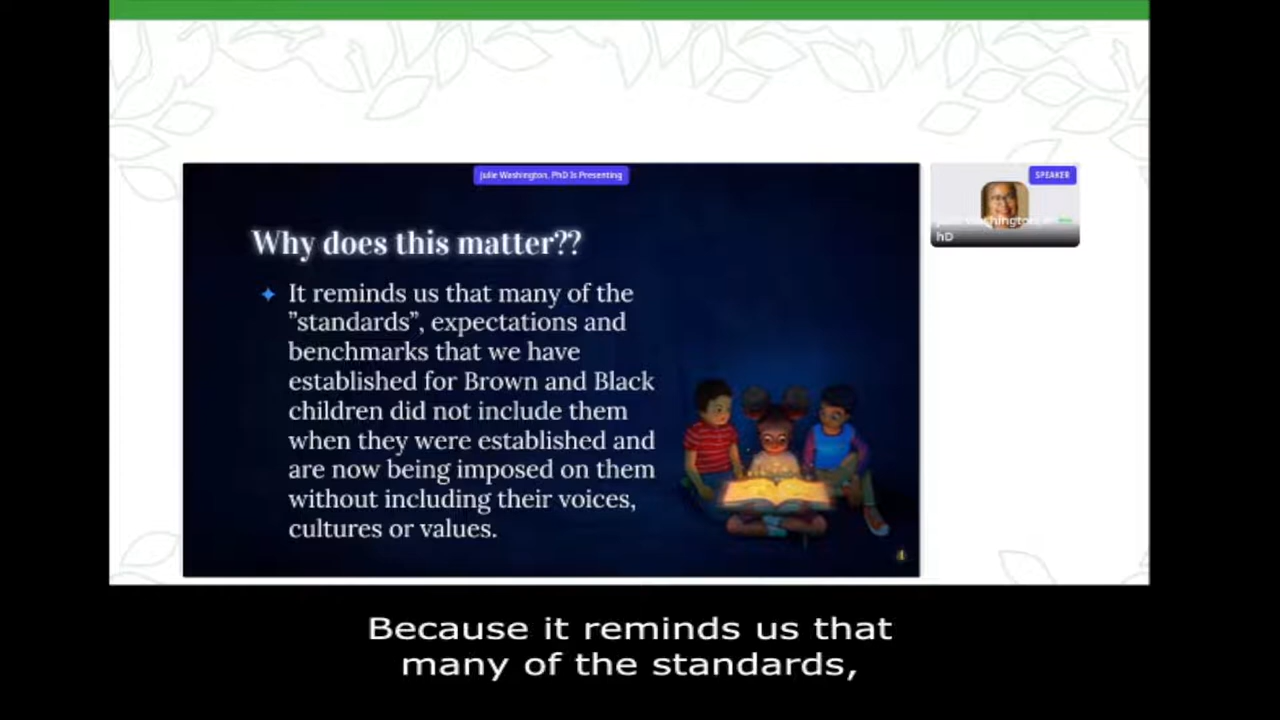 Julie Washington, PhD Is Presenting
SPEAKER
hD
Why does this matter??
It reminds us that many of the
”standards”, expectations and
benchmarks that we have
established for Brown and Black
children did not include them
when they were established and
are now being imposed on them
without including their voices,
cultures or values.
4
Because it reminds us that
many of the standards,